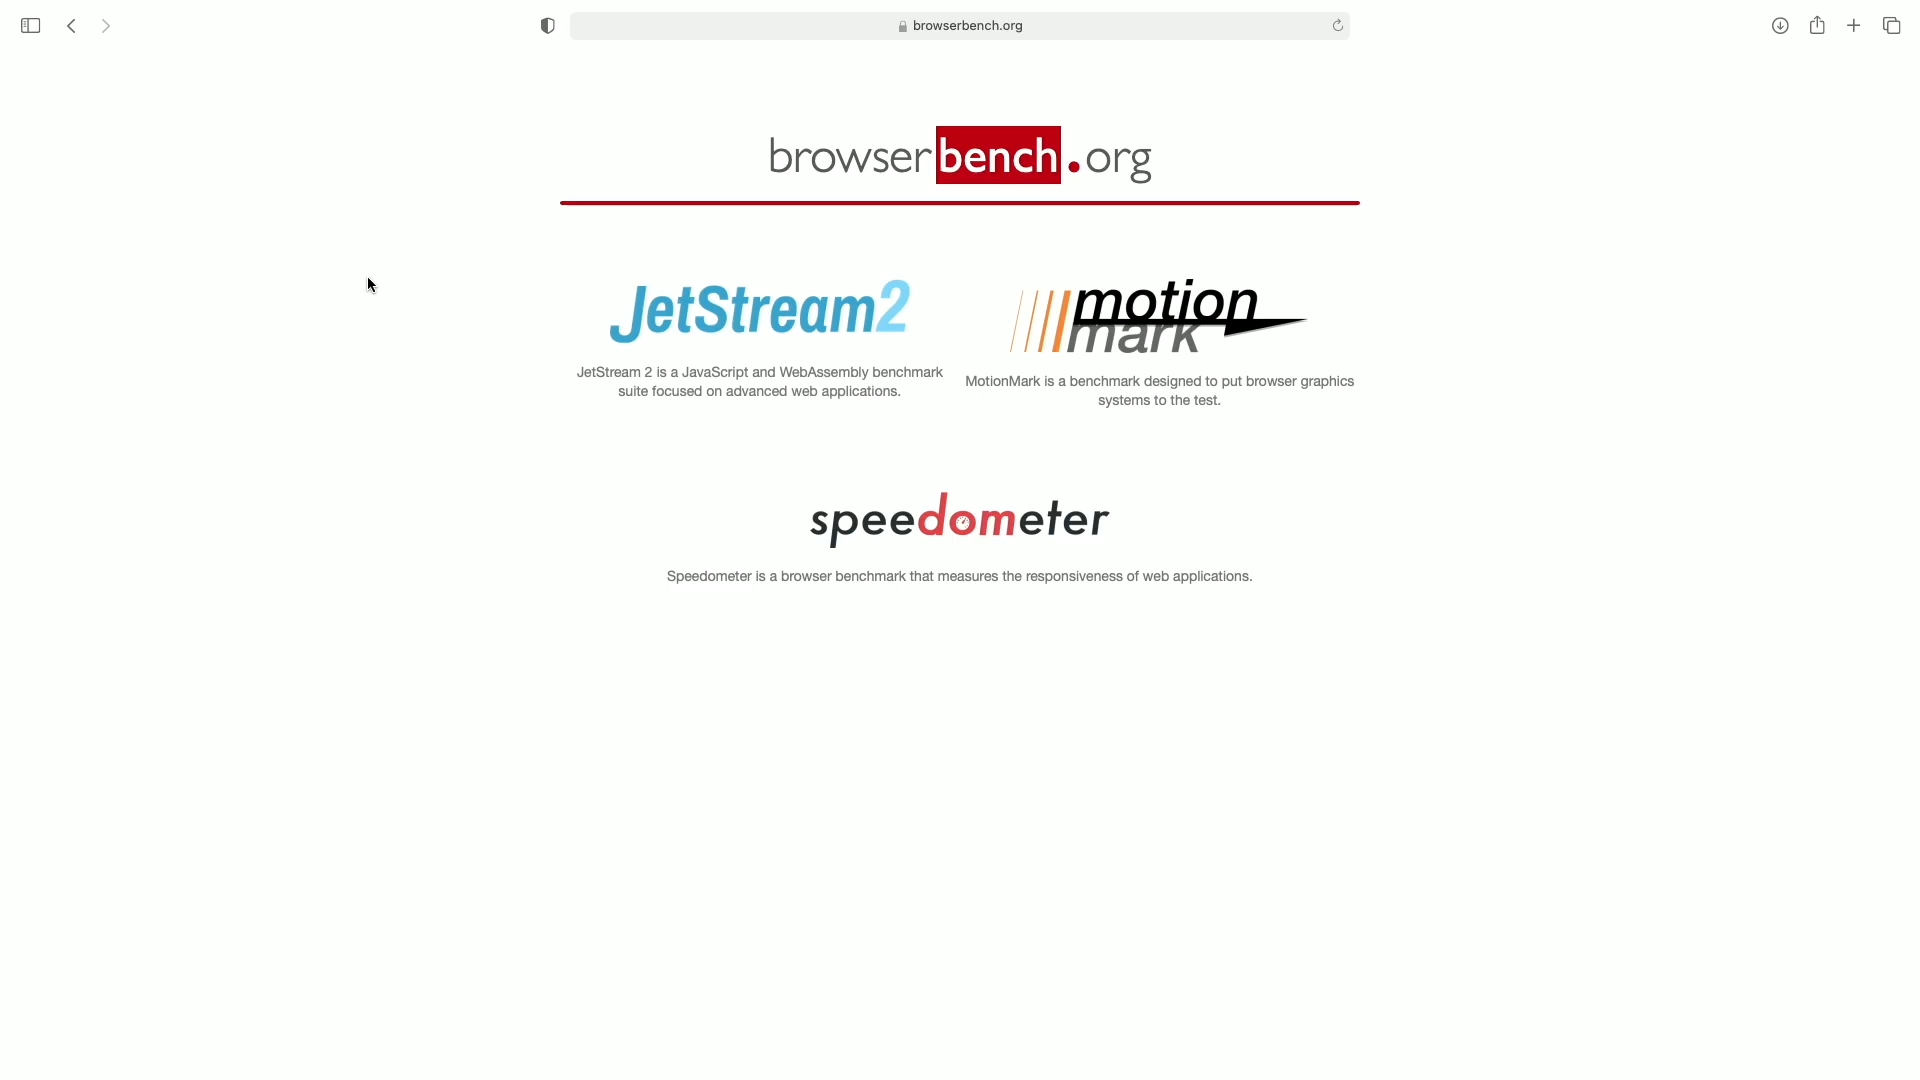 browserbench.org
browserbench.org
JetStream2
motion
mark
JetStream 2 is a JavaScript and WebAssembly benchmark
suite focused on advanced web applications.
MotionMark is a benchmark designed to put browser graphics
systems to the test.
speedometer
Speedometer is a browser benchmark that measures the responsiveness of web applications.